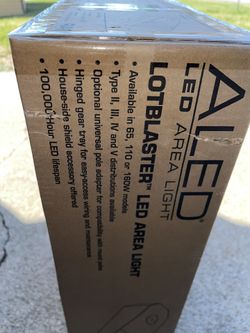 ALED®
LED AREA LIGHT
LOTBLASTER™ LED AREA LIGHT
• Available in 65, 110 or 160W models
• Type II, III, IV and V distributions available
• Optional universal pole adapter for compatibility with most poles
• Hinged gear tray for easy-access wiring and maintenance
• House-side shield accessory offered
• 100,000 Hour LED lifespan